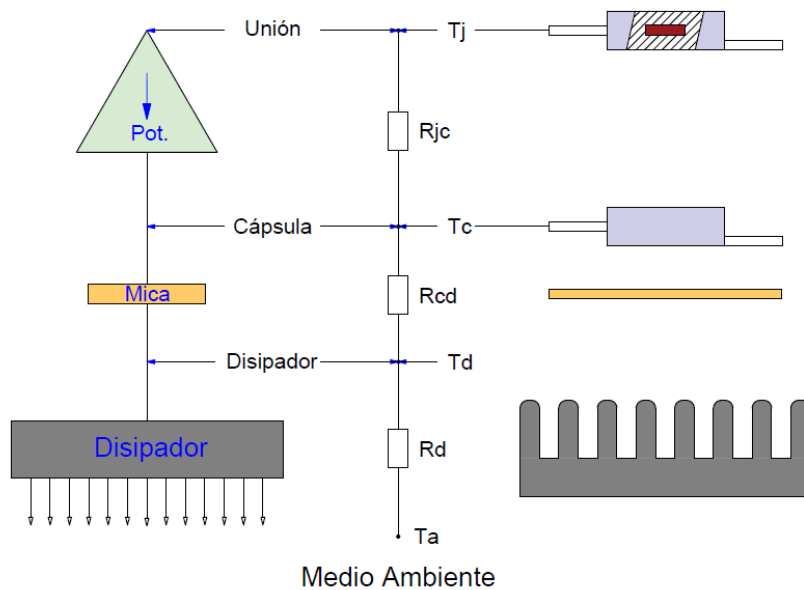 Unión
Tj
Pot.
Rjc
Cápsula
Tc
Mica
Rcd
Disipador
Td
Disipador
Rd
Ta
Medio Ambiente